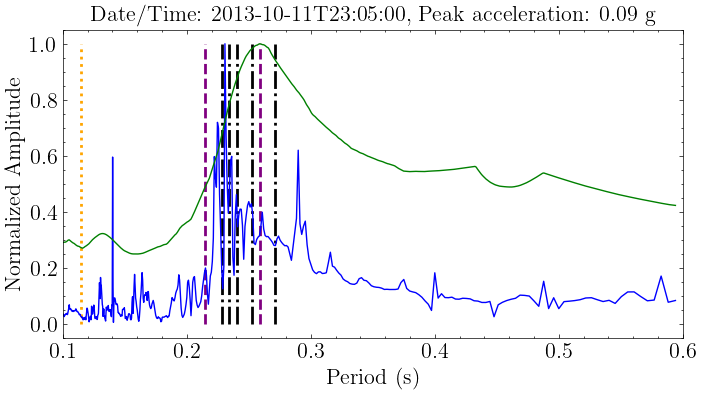 Date/Time: 2013-10-11T23:05:00, Peak acceleration: 0.09 g
1.0
0.8
0.6
0.4
0.2
0.0
Normalized Amplitude
0.1 0.2 0.3 0.4 0.5 0.6
Period (s)